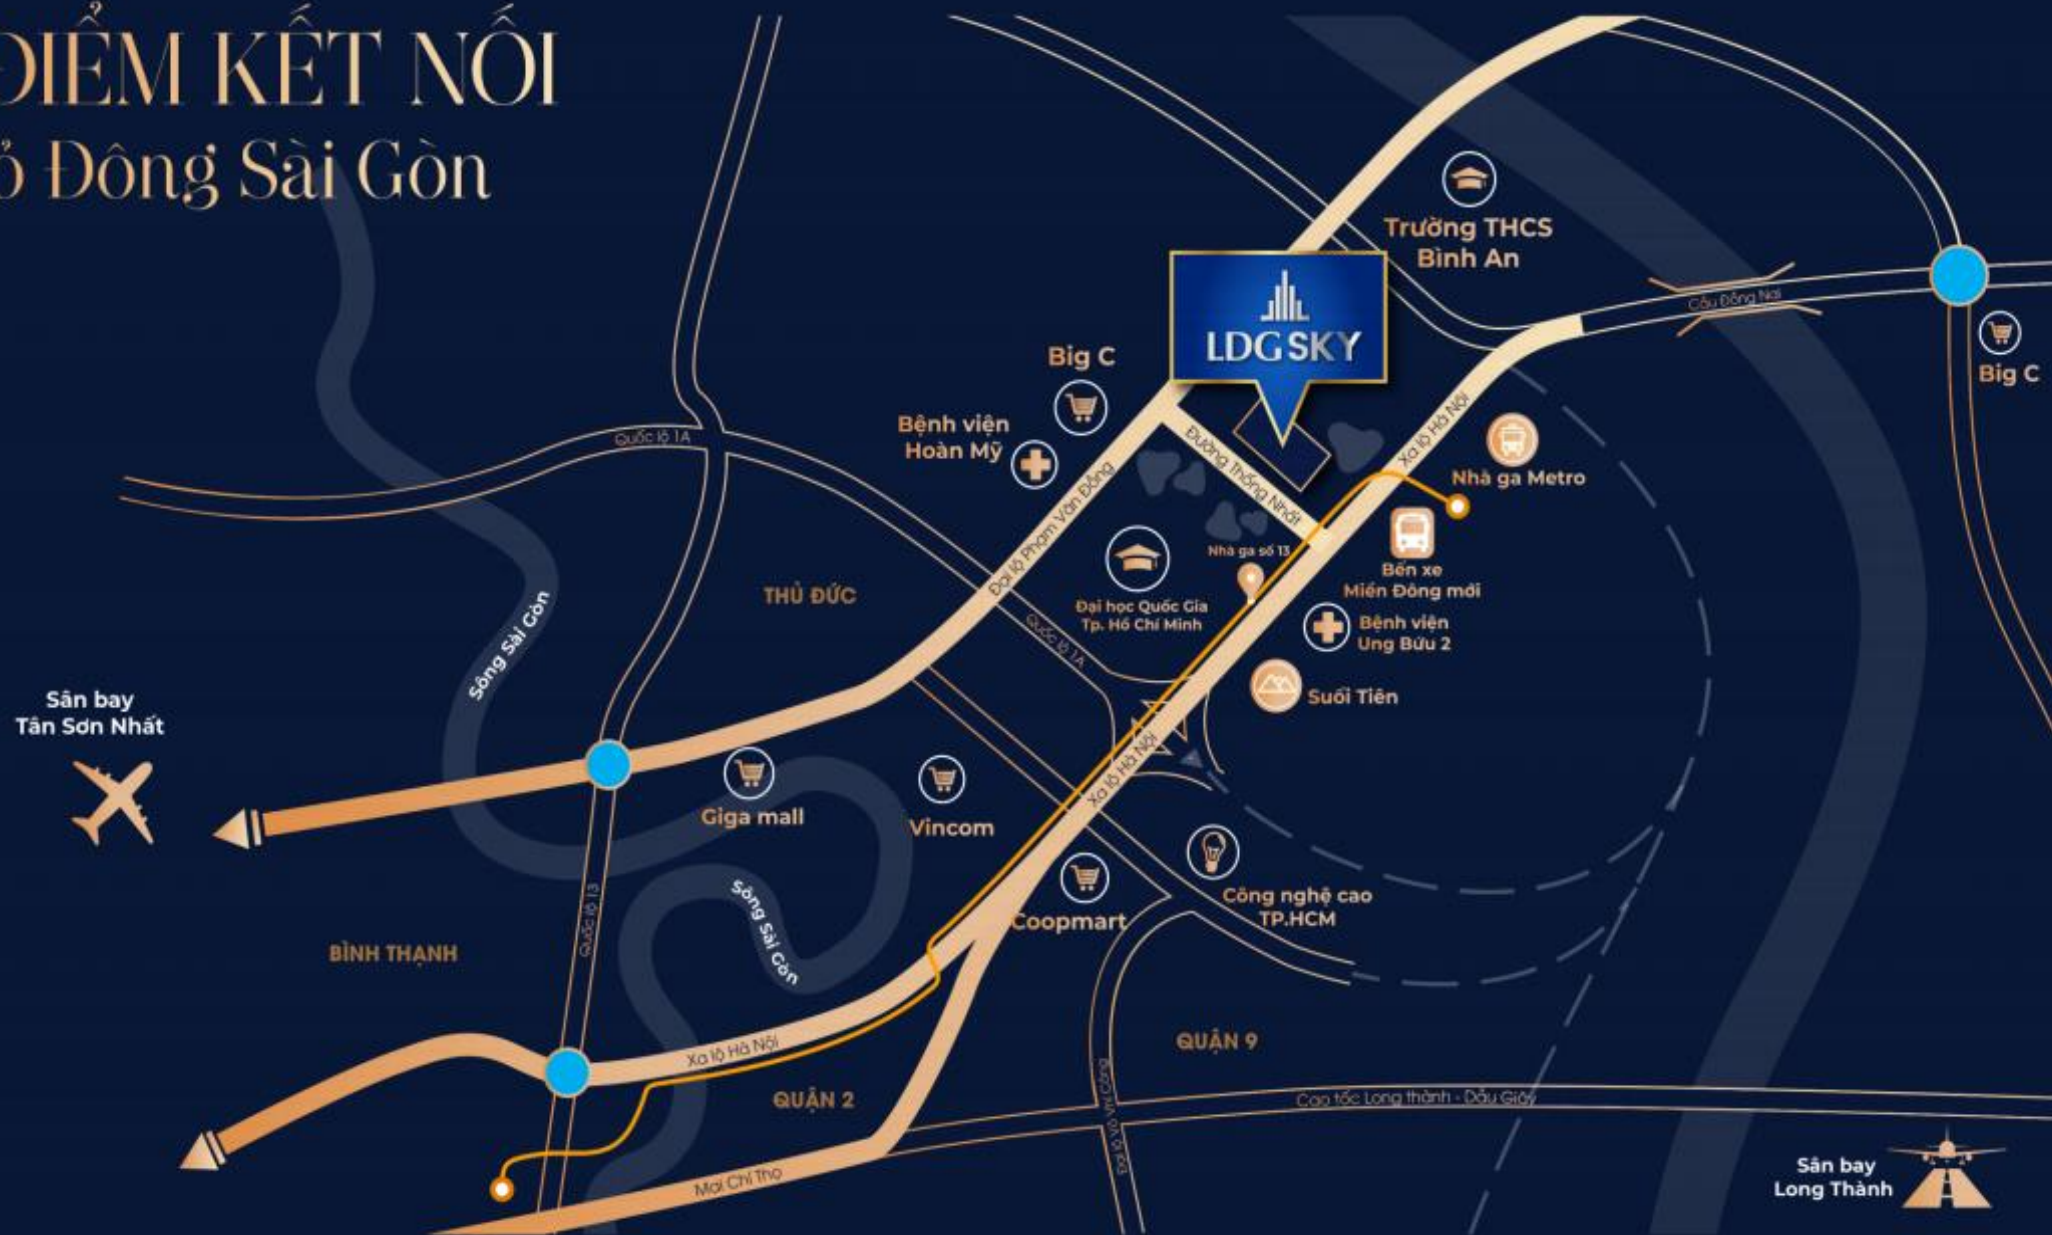 ĐIỂM KẾT NỐI
Đông Sài Gòn
Trường THCS
Bình An
LDG SKY
Cầu Đồng Nai
Big C
Big C
Bệnh viện
Hoàn Mỹ
Quốc lộ 1A
Đường Thống Nhất
Xa lộ Hà Nội
Nhà ga Metro
Đại lộ Phạm Văn Đồng
Nhà ga số 13
Bến xe
Miền Đông mới
THỦ ĐỨC
Đại học Quốc Gia
Tp. Hồ Chí Minh
Bệnh viện
Ung Bứu 2
Quốc lộ 1A
Sông Sài Gòn
Suối Tiên
Sân bay
Tân Sơn Nhất
Xa lộ Hà Nội
Giga mall
Vincom
Coopmart
Công nghệ cao
TP.HCM
Quốc lộ 13
Sông Sài Gòn
BÌNH THẠNH
Xa lộ Hà Nội
QUẬN 9
QUẬN 2
Cao tốc Long thành - Dầu Giây
Đại lộ Võ Chí Công
Mai Chí Thọ
Sân bay
Long Thành